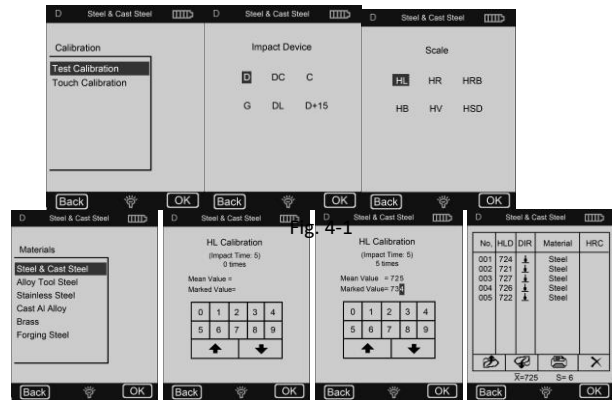 D Steel & Cast Steel
Calibration
Test Calibration
Touch Calibration
Back OK
D Steel & Cast Steel
Impact Device
D DC C
G DL D+15
Back OK
D Steel & Cast Steel
Scale
HL HR HRB
HB HV HSD
Back OK
Fig. 4-1
D Steel & Cast Steel
Materials
Steel & Cast Steel
Alloy Tool Steel
Stainless Steel
Cast Al Alloy
Brass
Forging Steel
Back OK
D Steel & Cast Steel
HL Calibration
(Impact Time: 5)
0 times
Mean Value =
Marked Value=
0 1 2 3 4
5 6 7 8 9
Back OK
D Steel & Cast Steel
HL Calibration
(Impact Time: 5)
5 times
Mean Value = 725
Marked Value= 734
0 1 2 3 4
5 6 7 8 9
Back OK
D Steel & Cast Steel
No, HLD DIR Material HRC
001 724 Steel
002 721 Steel
003 727 Steel
004 726 Steel
005 722 Steel
X̅=725 S= 6
Back OK